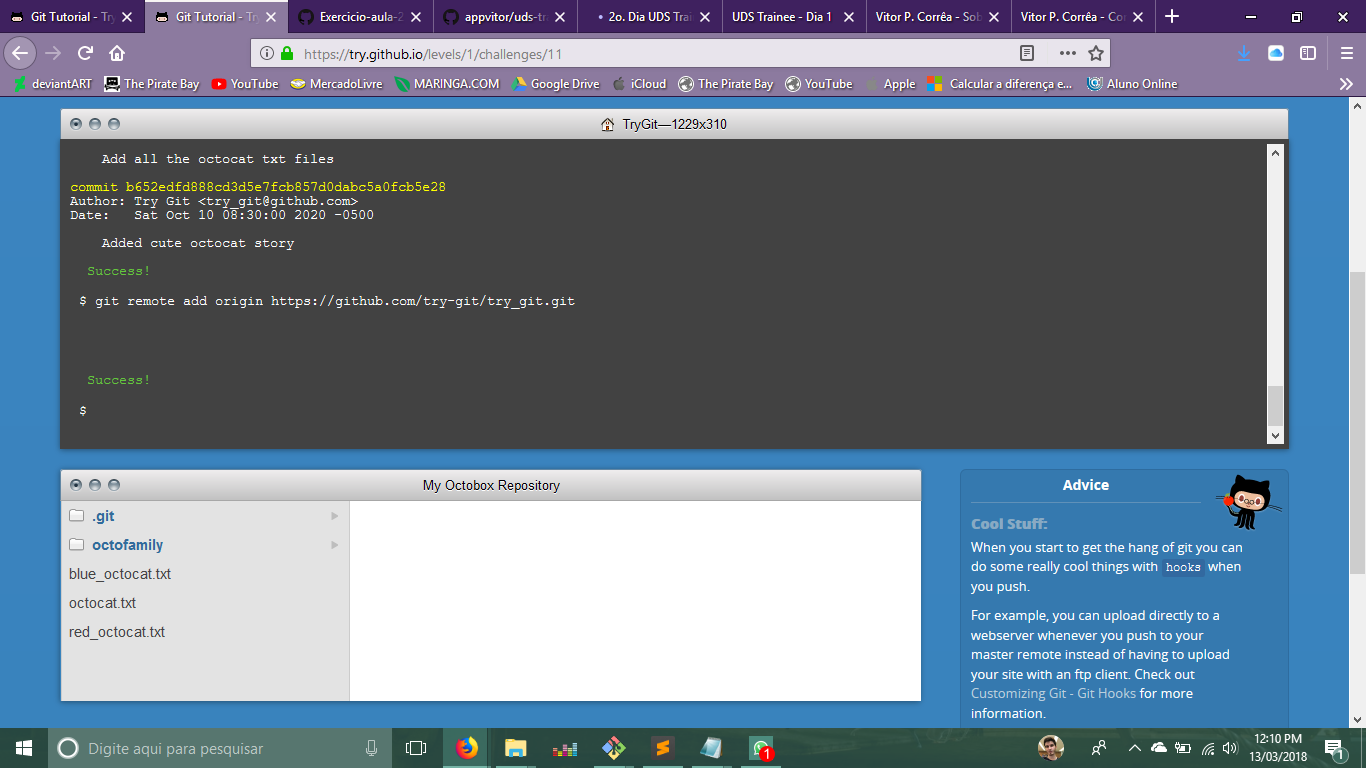 Git Tutorial - Try
Git Tutorial - Try
Exercicio-aula-2
appvitor/uds-tra
2o. Dia UDS Trai
UDS Trainee - Dia 1
Vitor P. Corrêa - Sob
Vitor P. Corrêa - Cor
https://try.github.io/levels/1/challenges/11
deviantART
The Pirate Bay
YouTube
MercadoLivre
MARINGA.COM
Google Drive
iCloud
The Pirate Bay
YouTube
Apple
Calcular a diferença e...
Aluno Online
TryGit—1229x310
Add all the octocat txt files
commit b652edfd888cd3d5e7fcb857d0dabc5a0fcb5e28
Author: Try Git <try_git@github.com>
Date: Sat Oct 10 08:30:00 2020 -0500
Added cute octocat story
Success!
$ git remote add origin https://github.com/try-git/try_git.git
Success!
$
My Octobox Repository
.git
octofamily
blue_octocat.txt
octocat.txt
red_octocat.txt
Advice
Cool Stuff:
When you start to get the hang of git you can
do some really cool things with hooks when
you push.
For example, you can upload directly to a
webserver whenever you push to your
master remote instead of having to upload
your site with an ftp client. Check out
Customizing Git - Git Hooks for more
information.
Digite aqui para pesquisar
1
12:10 PM
13/03/2018
1